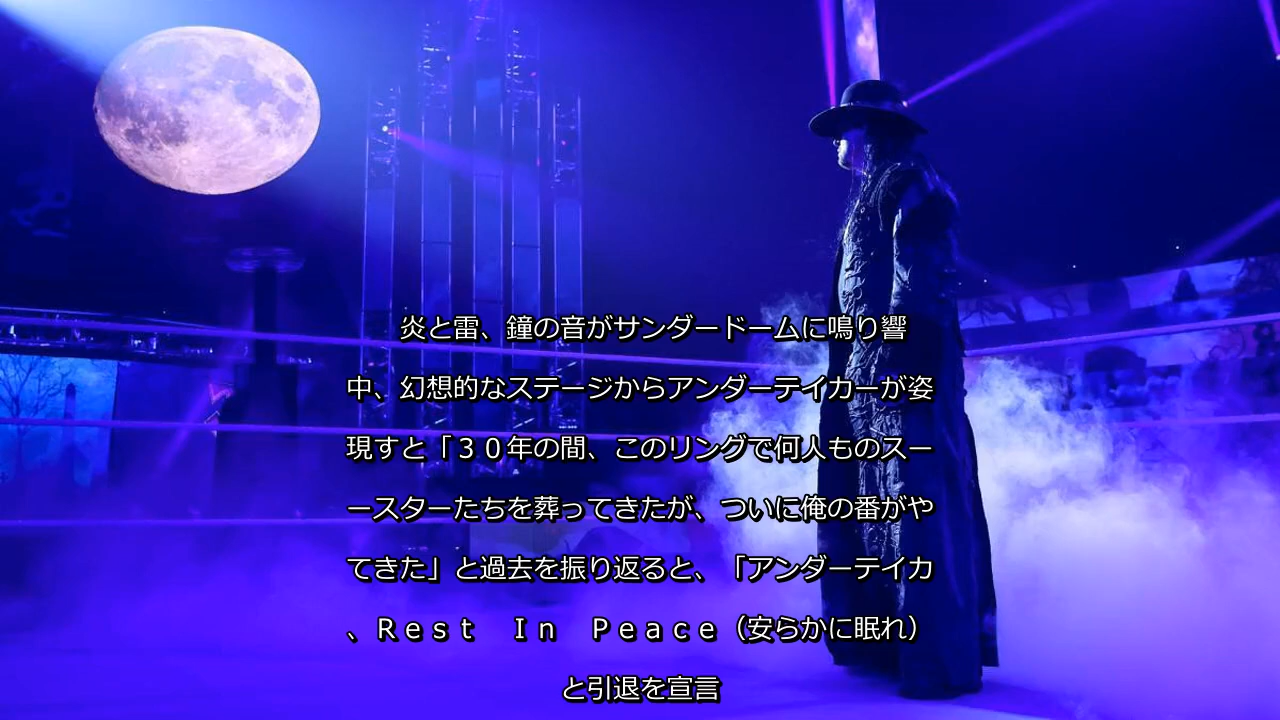 炎と雷、鐘の音がサンダードームに鳴り響
中、幻想的なステージからアンダーテイカーが姿
現すと「３０年の間、このリングで何人ものスー
ースターたちを葬ってきたが、ついに俺の番がや
てきた」と過去を振り返ると、「アンダーテイカ
、Ｒｅｓｔ　Ｉｎ　Ｐｅａｃｅ（安らかに眠れ）
と引退を宣言